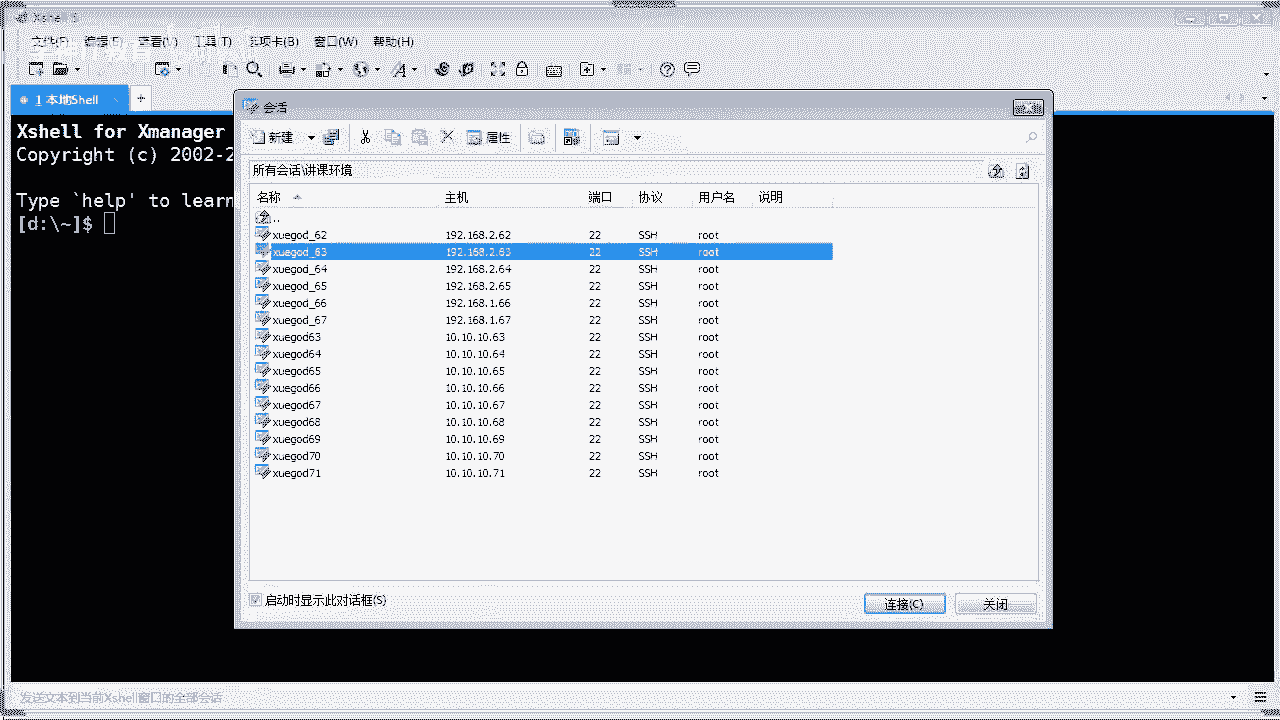 Xshell 5
文件(F) 编辑(E) 查看(V) 工具(T) 选项卡(B) 窗口(W) 帮助(H)
1 本地Shell
+
Xshell for Xmanager
Copyright (c) 2002-2
Type `help' to learn
[d:\~]$
会话
新建 属性
所有会话\讲课环境
名称 主机 端口 协议 用户名 说明
..
xuegod_62 192.168.2.62 22 SSH root
xuegod_63 192.168.2.63 22 SSH root
xuegod_64 192.168.2.64 22 SSH root
xuegod_65 192.168.2.65 22 SSH root
xuegod_66 192.168.1.66 22 SSH root
xuegod_67 192.168.1.67 22 SSH root
xuegod63 10.10.10.63 22 SSH root
xuegod64 10.10.10.64 22 SSH root
xuegod65 10.10.10.65 22 SSH root
xuegod66 10.10.10.66 22 SSH root
xuegod67 10.10.10.67 22 SSH root
xuegod68 10.10.10.68 22 SSH root
xuegod69 10.10.10.69 22 SSH root
xuegod70 10.10.10.70 22 SSH root
xuegod71 10.10.10.71 22 SSH root
启动时显示此对话框(S)
连接(C) 关闭
发送文本到当前Xshell窗口的全部会话